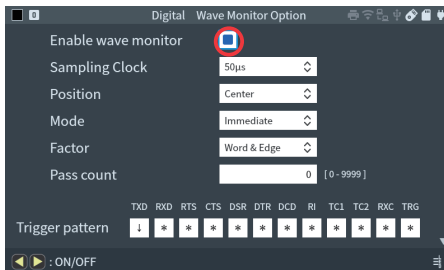 0 Digital Wave Monitor Option
Enable wave monitor
Sampling Clock 50μs
Position Center
Mode Immediate
Factor Word & Edge
Pass count 0 [ 0 - 9999 ]
TXD RXD RTS CTS DSR DTR DCD RI TC1 TC2 RXC TRG
Trigger pattern ↓ * * * * * * * * * * *
: ON/OFF